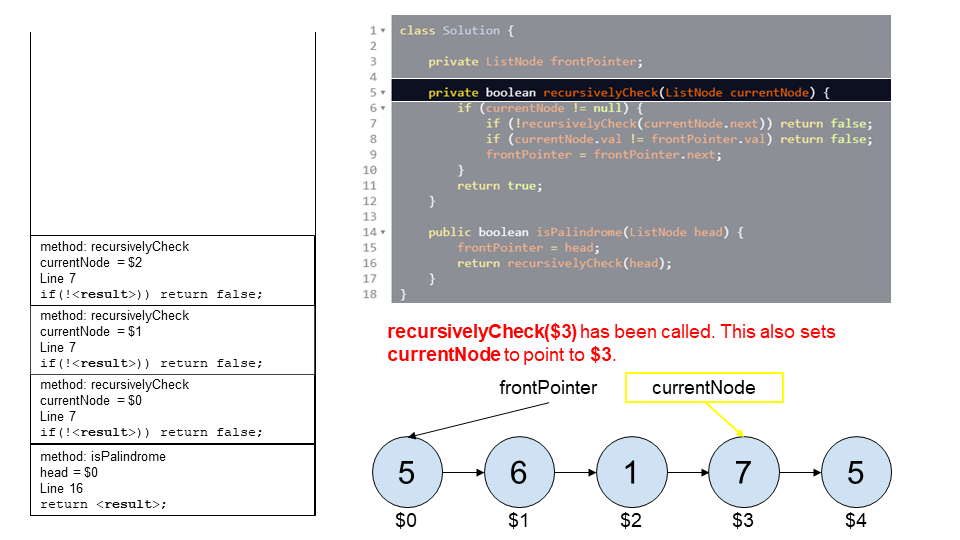 method: recursivelyCheck
currentNode = $2
Line 7
if(!<result>)) return false;
method: recursivelyCheck
currentNode = $1
Line 7
if(!<result>)) return false;
method: recursivelyCheck
currentNode = $0
Line 7
if(!<result>)) return false;
method: isPalindrome
head = $0
Line 16
return <result>;
1 class Solution {
2
3 private ListNode frontPointer;
4
5 private boolean recursivelyCheck(ListNode currentNode) {
6 if (currentNode != null) {
7 if (!recursivelyCheck(currentNode.next)) return false;
8 if (currentNode.val != frontPointer.val) return false;
9 frontPointer = frontPointer.next;
10 }
11 return true;
12 }
13
14 public boolean isPalindrome(ListNode head) {
15 frontPointer = head;
16 return recursivelyCheck(head);
17 }
18 }
recursivelyCheck($3) has been called. This also sets
currentNode to point to $3.
frontPointer currentNode
5 6 1 7 5
$0 $1 $2 $3 $4